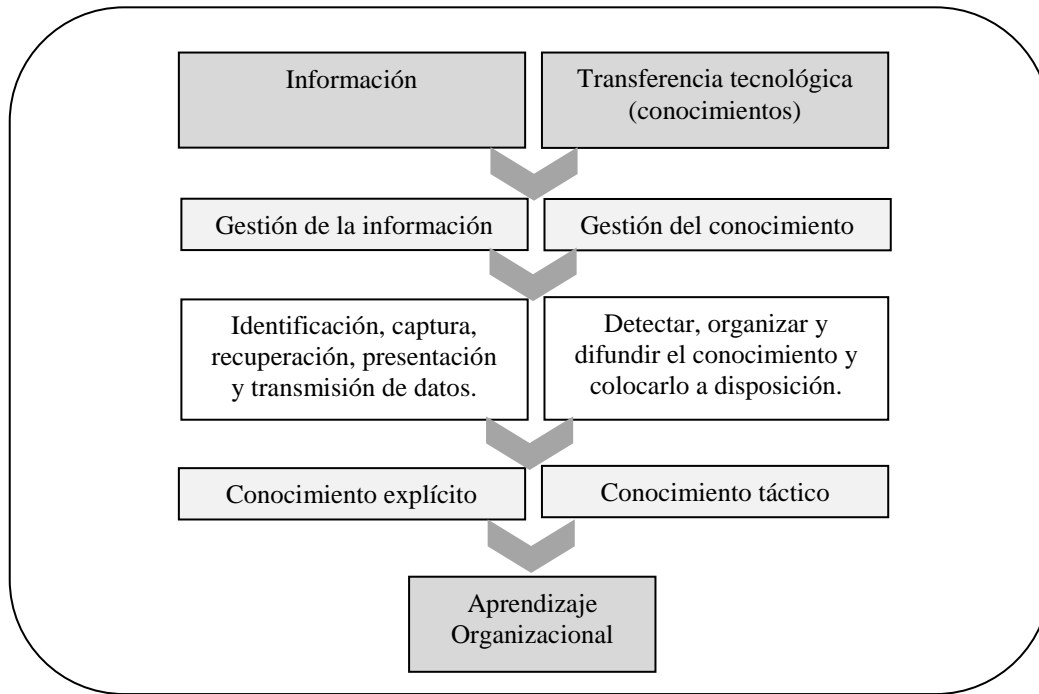 Información
Transferencia tecnológica
(conocimientos)
Gestión de la información
Gestión del conocimiento
Identificación, captura,
recuperación, presentación
y transmisión de datos.
Detectar, organizar y
difundir el conocimiento y
colocarlo a disposición.
Conocimiento explícito
Conocimiento táctico
Aprendizaje
Organizacional